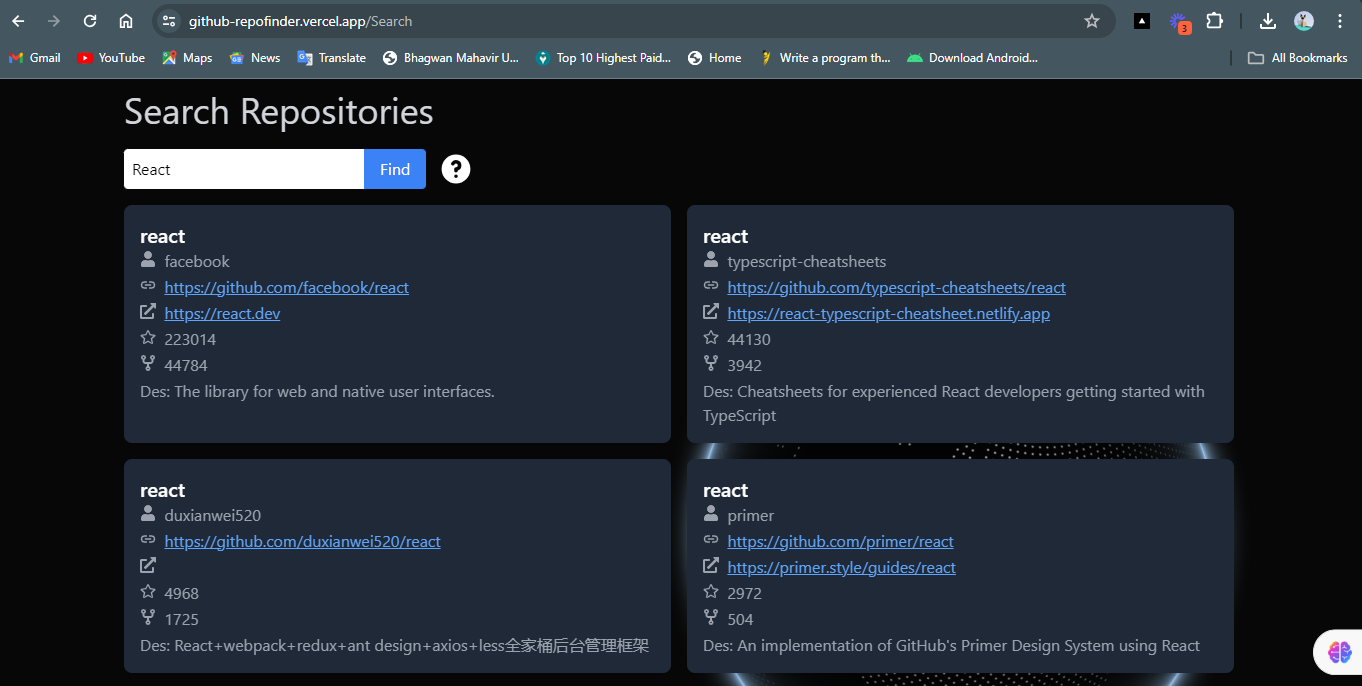 github-repofinder.vercel.app/Search
3
Gmail
YouTube
Maps
News
Translate
Bhagwan Mahavir U...
Top 10 Highest Paid...
Home
Write a program th...
Download Android...
All Bookmarks
Search Repositories
React
Find
?
react
facebook
https://github.com/facebook/react
https://react.dev
223014
44784
Des: The library for web and native user interfaces.
react
typescript-cheatsheets
https://github.com/typescript-cheatsheets/react
https://react-typescript-cheatsheet.netlify.app
44130
3942
Des: Cheatsheets for experienced React developers getting started with
TypeScript
react
duxianwei520
https://github.com/duxianwei520/react
4968
1725
Des: React+webpack+redux+ant design+axios+less全家桶后台管理框架
react
primer
https://github.com/primer/react
https://primer.style/guides/react
2972
504
Des: An implementation of GitHub's Primer Design System using React